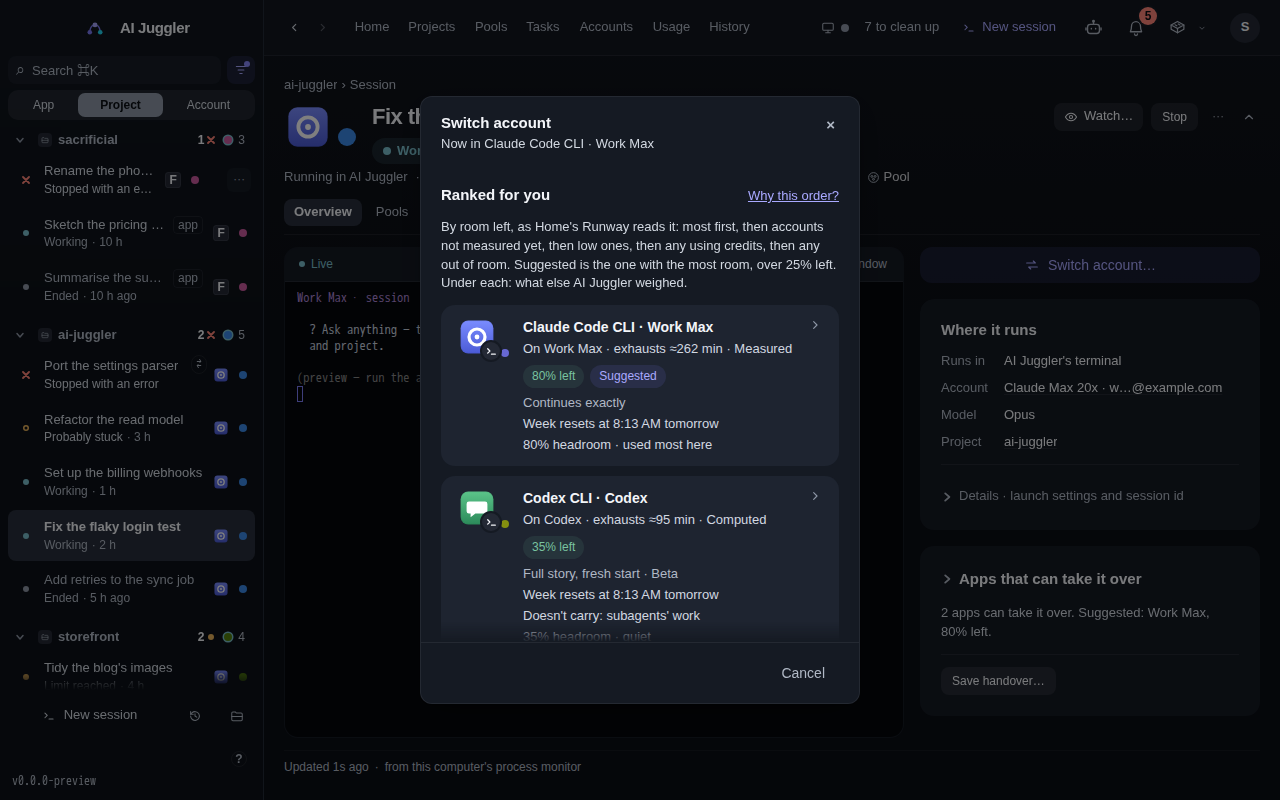 AI Juggler
Search ⌘K
App
Project
Account
sacrificial
1
3
Rename the pho…
Stopped with an e…
F
Sketch the pricing …
app
Working · 10 h
F
Summarise the su…
app
Ended · 10 h ago
F
ai-juggler
2
5
Port the settings parser
Stopped with an error
Refactor the read model
Probably stuck · 3 h
Set up the billing webhooks
Working · 1 h
Fix the flaky login test
Working · 2 h
Add retries to the sync job
Ended · 5 h ago
storefront
2
4
Tidy the blog's images
Limit reached · 4 h
New session
?
v0.0.0-preview
Home
Projects
Pools
Tasks
Accounts
Usage
History
7 to clean up
New session
5
S
ai-juggler › Session
Fix th
Wor
Watch…
Stop
Running in AI Juggler ·
Pool
Overview
Pools
Live
ndow
Work Max · session
? Ask anything — t
and project.
(preview — run the a
Switch account
Now in Claude Code CLI · Work Max
×
Ranked for you
Why this order?
By room left, as Home's Runway reads it: most first, then accounts
not measured yet, then low ones, then any using credits, then any
out of room. Suggested is the one with the most room, over 25% left.
Under each: what else AI Juggler weighed.
Claude Code CLI · Work Max
On Work Max · exhausts ≈262 min · Measured
80% left
Suggested
Continues exactly
Week resets at 8:13 AM tomorrow
80% headroom · used most here
Codex CLI · Codex
On Codex · exhausts ≈95 min · Computed
35% left
Full story, fresh start · Beta
Week resets at 8:13 AM tomorrow
Doesn't carry: subagents' work
35% headroom · quiet
Cancel
Switch account…
Where it runs
Runs in AI Juggler's terminal
Account Claude Max 20x · w…@example.com
Model Opus
Project ai-juggler
Details · launch settings and session id
Apps that can take it over
2 apps can take it over. Suggested: Work Max,
80% left.
Save handover…
Updated 1s ago · from this computer's process monitor